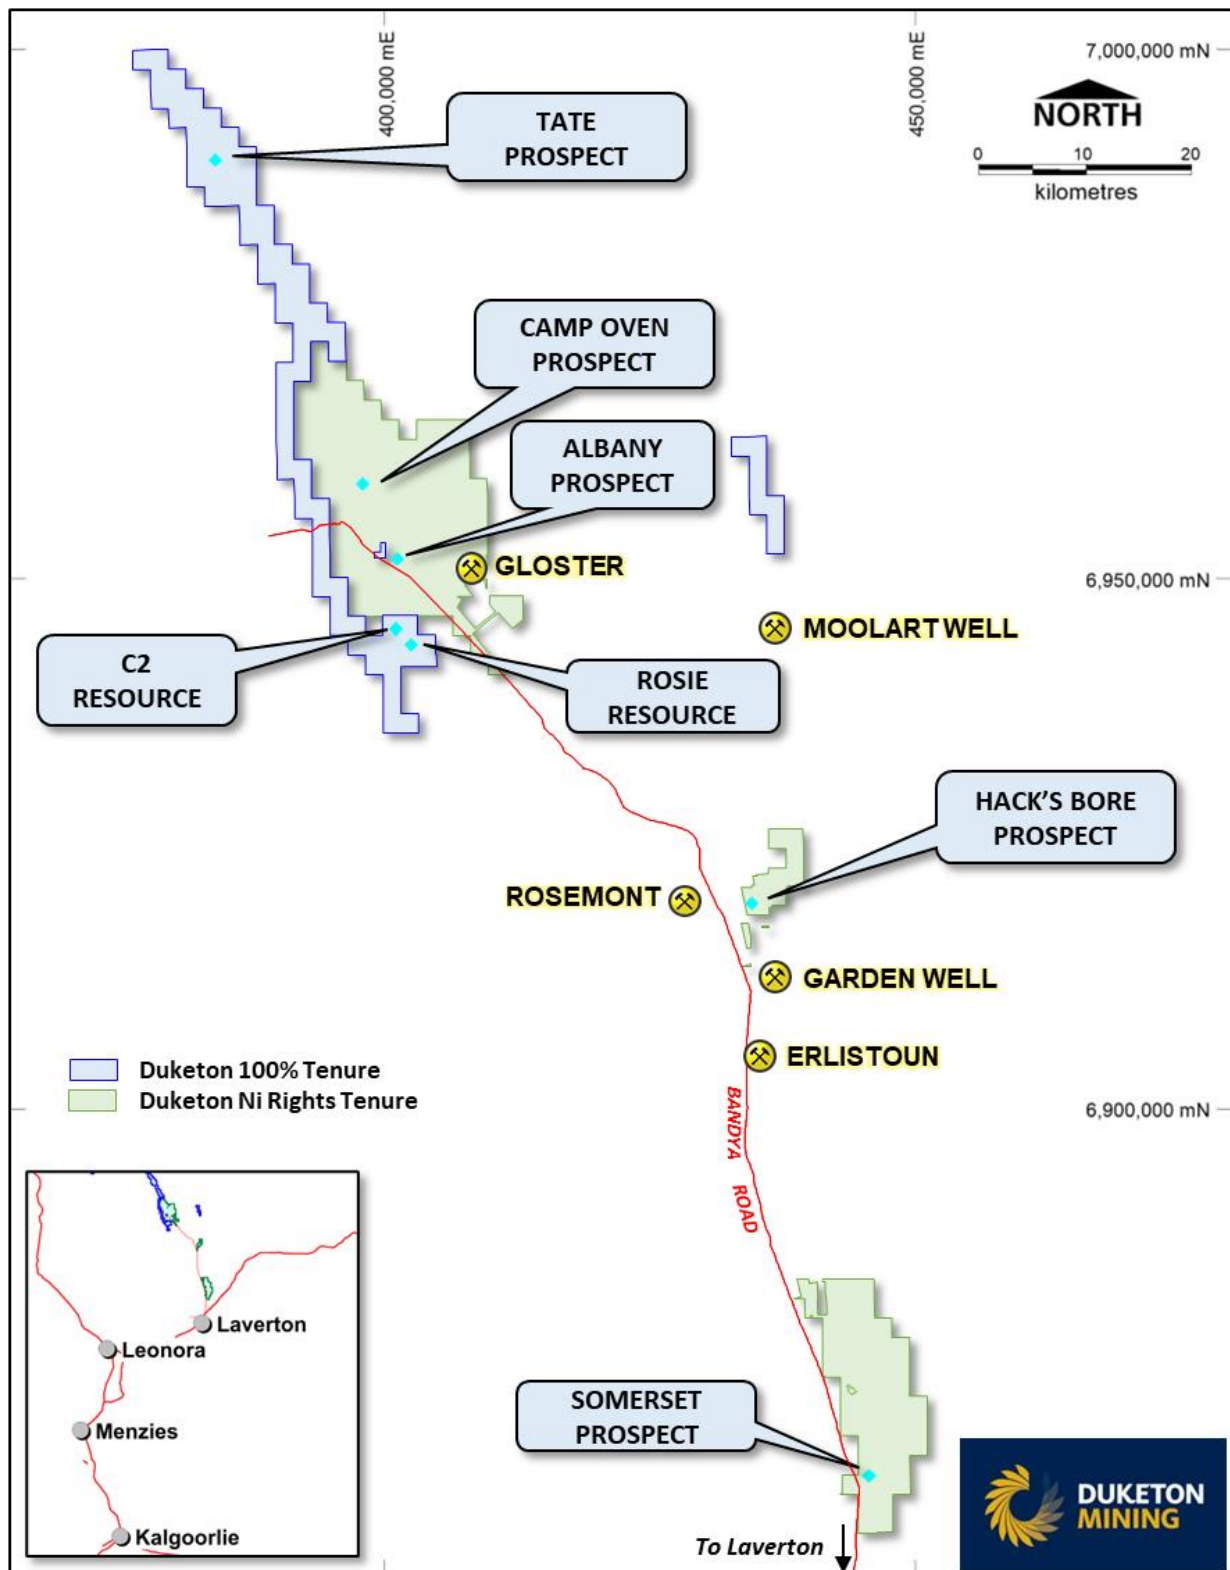 400,000 mE
450,000 mE
7,000,000 mN
NORTH
0 10 20
kilometres
TATE
PROSPECT
CAMP OVEN
PROSPECT
ALBANY
PROSPECT
GLOSTER
6,950,000 mN
MOOLART WELL
C2
RESOURCE
ROSIE
RESOURCE
HACK'S BORE
PROSPECT
ROSEMONT
GARDEN WELL
ERLISTOUN
Duketon 100% Tenure
Duketon Ni Rights Tenure
BANDYA ROAD
6,900,000 mN
Laverton
Leonora
Menzies
Kalgoorlie
SOMERSET
PROSPECT
To Laverton
DUKETON
MINING